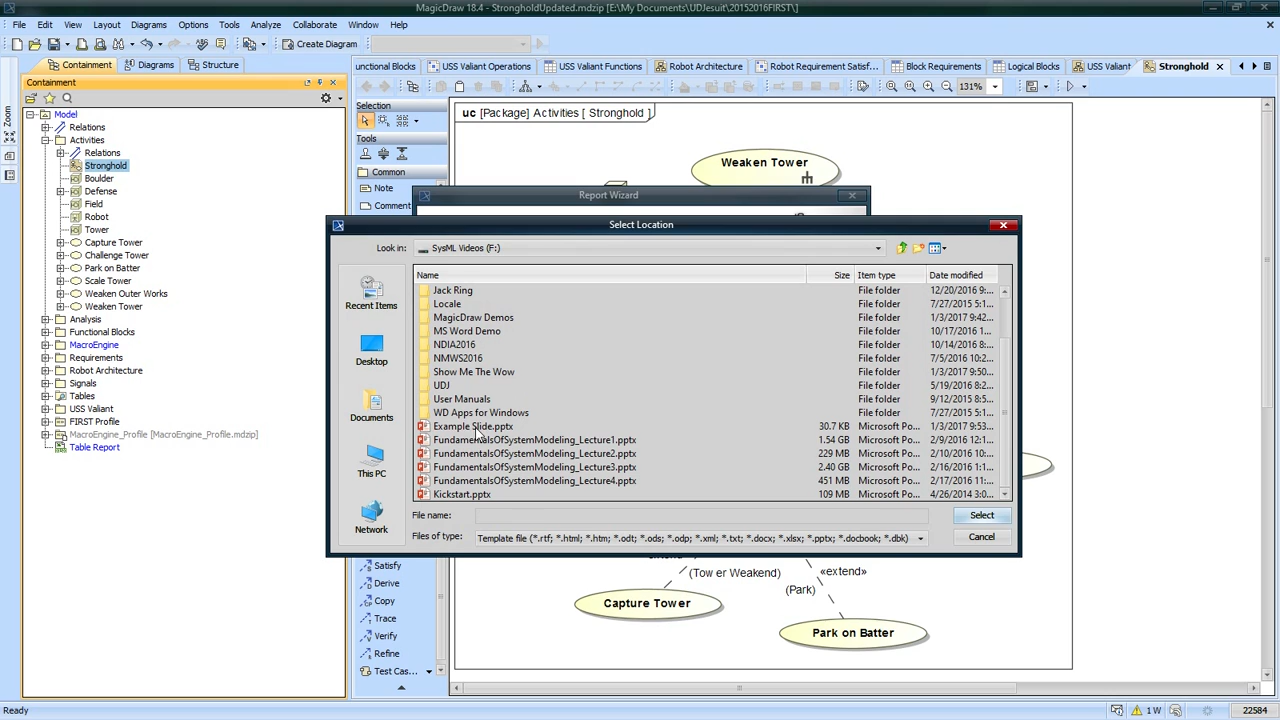 MagicDraw 18.4 - StrongholdUpdated.mdzip [E:\My Documents\UDJesuit\20152016FIRST\]
File Edit View Layout Diagrams Options Tools Analyze Collaborate Window Help
Create Diagram
Containment Diagrams Structure
unctional Blocks USS Valiant Operations USS Valiant Functions Robot Architecture Robot Requirement Satisf... Block Requirements Logical Blocks USS Valiant Stronghold
Containment
Zoom
131%
Model
Relations
Activities
Relations
Stronghold
Boulder
Defense
Field
Robot
Tower
Capture Tower
Challenge Tower
Park on Batter
Scale Tower
Weaken Outer Works
Weaken Tower
Analysis
Functional Blocks
MacroEngine
Requirements
Robot Architecture
Signals
Tables
USS Valiant
FIRST Profile
MacroEngine_Profile [MacroEngine_Profile.mdzip]
Table Report
Selection
Tools
Common
Note
Comment
Satisfy
Derive
Copy
Trace
Verify
Refine
Test Cas...
uc [Package] Activities [ Stronghold ]
Weaken Tower
Report Wizard
Select Location
Look in: SysML Videos (F:)
Recent Items
Desktop
Documents
This PC
Network
Name Size Item type Date modified
Jack Ring File folder 12/20/2016 9:...
Locale File folder 7/27/2015 5:1...
MagicDraw Demos File folder 1/3/2017 9:42...
MS Word Demo File folder 10/17/2016 1...
NDIA2016 File folder 10/14/2016 8:...
NMWS2016 File folder 7/5/2016 10:2...
Show Me The Wow File folder 1/3/2017 9:50...
UDJ File folder 5/19/2016 8:2...
User Manuals File folder 9/12/2015 8:5...
WD Apps for Windows File folder 7/27/2015 5:1...
Example Slide.pptx 30.7 KB Microsoft Po... 1/3/2017 9:53...
FundamentalsOfSystemModeling_Lecture1.pptx 1.54 GB Microsoft Po... 2/9/2016 12:1...
FundamentalsOfSystemModeling_Lecture2.pptx 229 MB Microsoft Po... 2/10/2016 10:...
FundamentalsOfSystemModeling_Lecture3.pptx 2.40 GB Microsoft Po... 2/16/2016 1:1...
FundamentalsOfSystemModeling_Lecture4.pptx 451 MB Microsoft Po... 2/17/2016 11:...
Kickstart.pptx 109 MB Microsoft Po... 4/26/2014 3:0...
File name:
Select
Files of type: Template file (*.rtf; *.html; *.htm, *.odt; *.ods; *.odp; *.xml; *.txt; *.docx; *.xlsx; *.pptx; *.docbook; *.dbk)
Cancel
(Tower Weakend)
«extend»
(Park)
Capture Tower
Park on Batter
Ready
1 W
22584